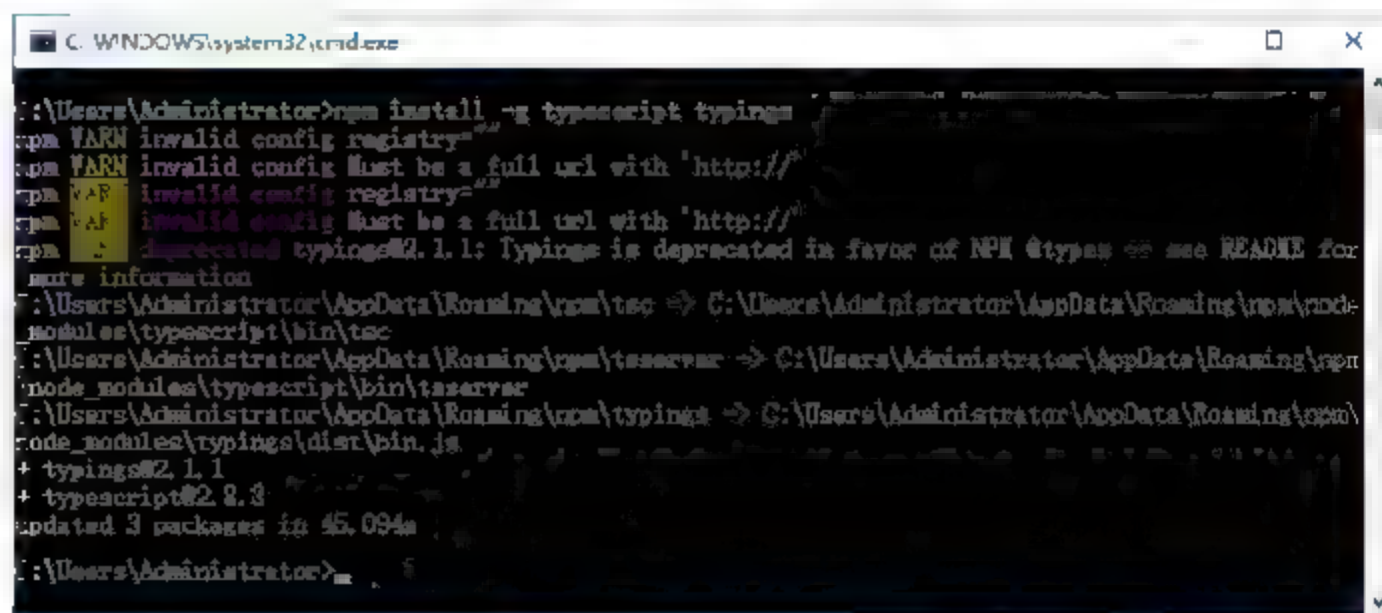 C:\WINDOWS\system32\cmd.exe
:\Users\Administrator>npm install -g typescript typings
npm WARN invalid config registry=""
npm WARN invalid config Must be a full url with 'http://'
npm WARN invalid config registry=""
npm WARN invalid config Must be a full url with 'http://'
npm deprecated typings@2.1.1: Typings is deprecated in favor of NPM @types -- see README for
more information
:\Users\Administrator\AppData\Roaming\npm\tsc -> C:\Users\Administrator\AppData\Roaming\npm\node
_modules\typescript\bin\tsc
:\Users\Administrator\AppData\Roaming\npm\tsserver -> C:\Users\Administrator\AppData\Roaming\npm
\node_modules\typescript\bin\tsserver
:\Users\Administrator\AppData\Roaming\npm\typings -> C:\Users\Administrator\AppData\Roaming\npm\
node_modules\typings\dist\bin.js
+ typings@2.1.1
+ typescript@2.8.3
updated 3 packages in 45.094s
:\Users\Administrator>